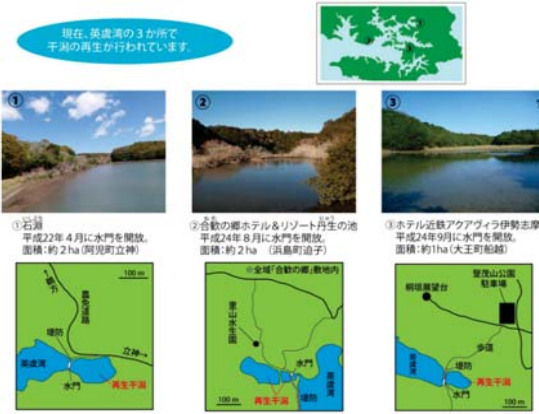 現在、英虞湾の3か所で
干潟の再生が行われています。
①
②
③
①石淵
平成22年4月に水門を開放。
面積：約2ha(阿児町立神)
②合歓の郷ホテル&リゾート丹生の池
平成24年8月に水門を開放。
面積：約2ha （浜島町迫子）
③ホテル近鉄アクアヴィラ伊勢志摩
平成24年9月に水門を開放。
面積：約1ha(大王町船越)
100 m
農免道路
立神→
堤防
英虞湾
水門
再生干潟
※全域「合歓の郷」敷地内
里山水生園
水門
英虞湾
再生干潟
堤防
100 m
登茂山公園
駐車場
桐垣展望台
歩道
堤防
英虞湾
再生干潟
水門
100 m